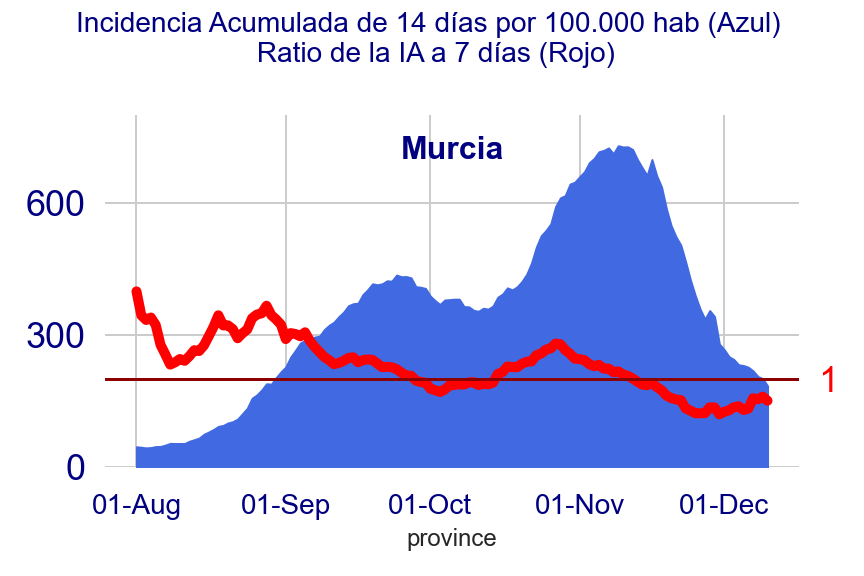 Incidencia Acumulada de 14 días por 100.000 hab (Azul)
Ratio de la IA a 7 días (Rojo)
Murcia
600
300
1
0
01-Aug 01-Sep 01-Oct 01-Nov 01-Dec
province